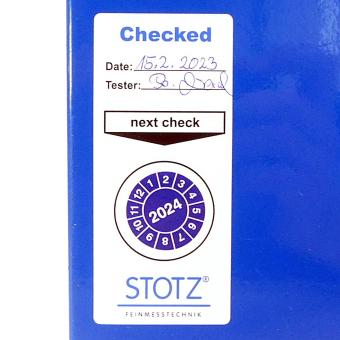 Checked
Date: 15.2.2023
Tester:
next check
1 2 3 4 5 6 7 8 9 10 11 12
2024
STOTZ®
FEINMESSTECHNIK